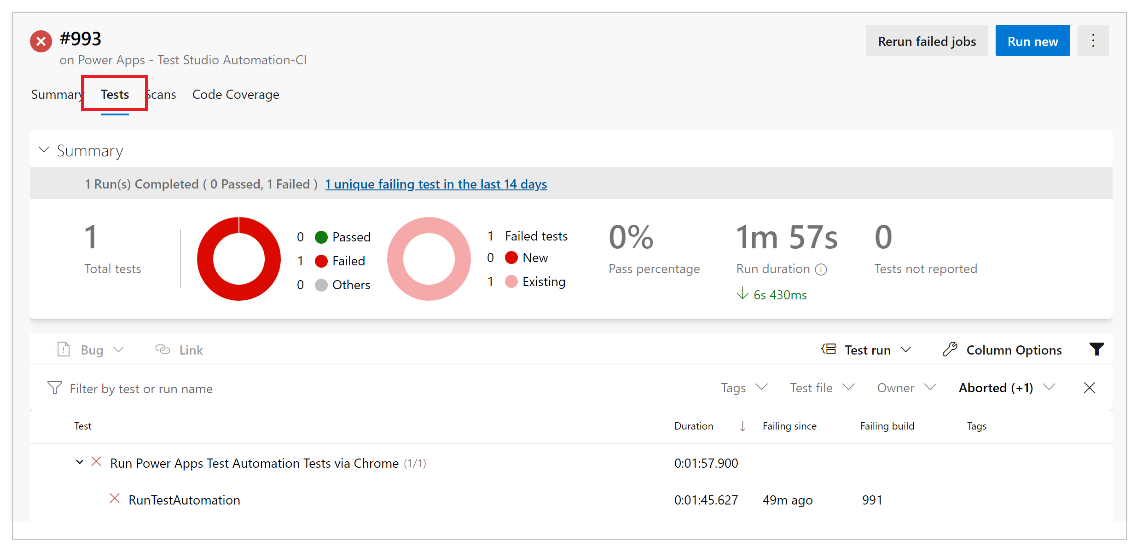 #993
on Power Apps - Test Studio Automation-CI
Rerun failed jobs
Run new
Summary Tests Scans Code Coverage
Summary
1 Run(s) Completed ( 0 Passed, 1 Failed ) 1 unique failing test in the last 14 days
1
Total tests
0 Passed
1 Failed
0 Others
1 Failed tests
0 New
1 Existing
0%
Pass percentage
1m 57s
Run duration
6s 430ms
0
Tests not reported
Bug Link Test run Column Options
Filter by test or run name Tags Test file Owner Aborted (+1)
Test Duration Failing since Failing build Tags
Run Power Apps Test Automation Tests via Chrome (1/1) 0:01:57.900
RunTestAutomation 0:01:45.627 49m ago 991